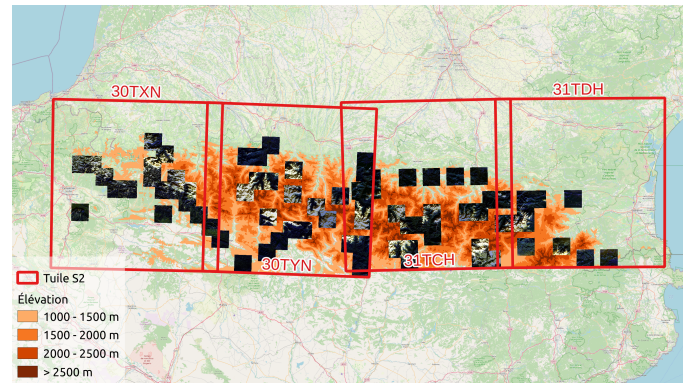 30TXN
31TDH
30TYN
31TCH
Tuile S2
Élévation
1000 - 1500 m
1500 - 2000 m
2000 - 2500 m
> 2500 m